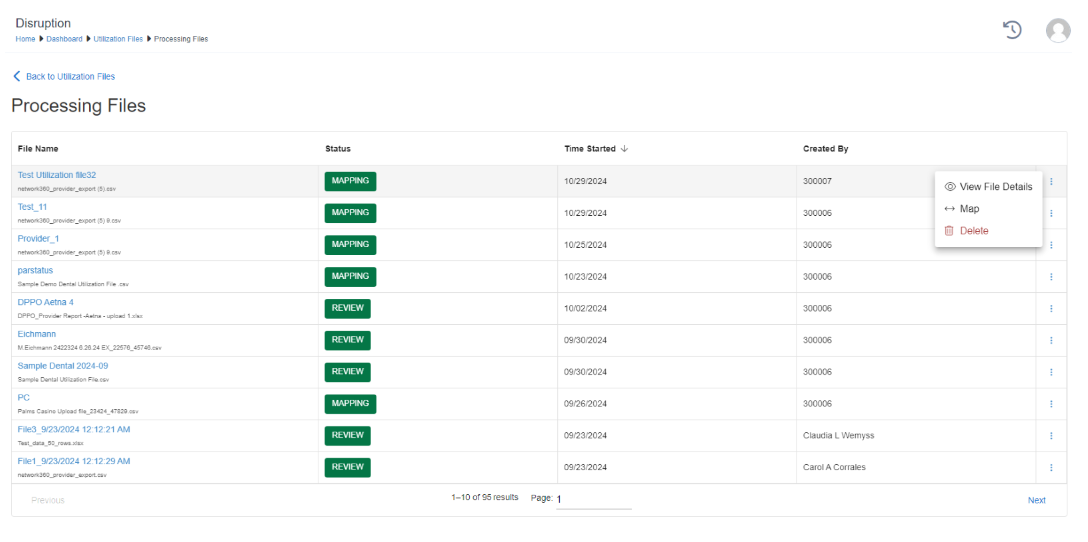 Disruption
Home Dashboard Utilization Files Processing Files
Back to Utilization Files
Processing Files
File Name Status Time Started Created By
Test Utilization file32 MAPPING 10/29/2024 300007
network360_provider_export (5).csv
View File Details
Map
Delete
Test_11 MAPPING 10/29/2024 300006
network360_provider_export (5) 9.csv
Provider_1 MAPPING 10/25/2024 300006
network360_provider_export (5) 9.csv
parstatus MAPPING 10/23/2024 300006
Sample Demo Dental Utilization File .csv
DPPO Aetna 4 REVIEW 10/02/2024 300006
DPPO_Provider Report -Aetna - upload 1.xlsx
Eichmann REVIEW 09/30/2024 300006
M.Eichmann 2422324 6.26.24 EX_22576_45746.csv
Sample Dental 2024-09 REVIEW 09/30/2024 300006
Sample Dental Utilization File.csv
PC MAPPING 09/26/2024 300006
Palms Casino Upload file_23424_47829.csv
File3_9/23/2024 12:12:21 AM REVIEW 09/23/2024 Claudia L Wemyss
Test_data_50_rows.xlsx
File1_9/23/2024 12:12:29 AM REVIEW 09/23/2024 Carol A Corrales
network360_provider_export.csv
Previous 1–10 of 95 results Page: 1 Next